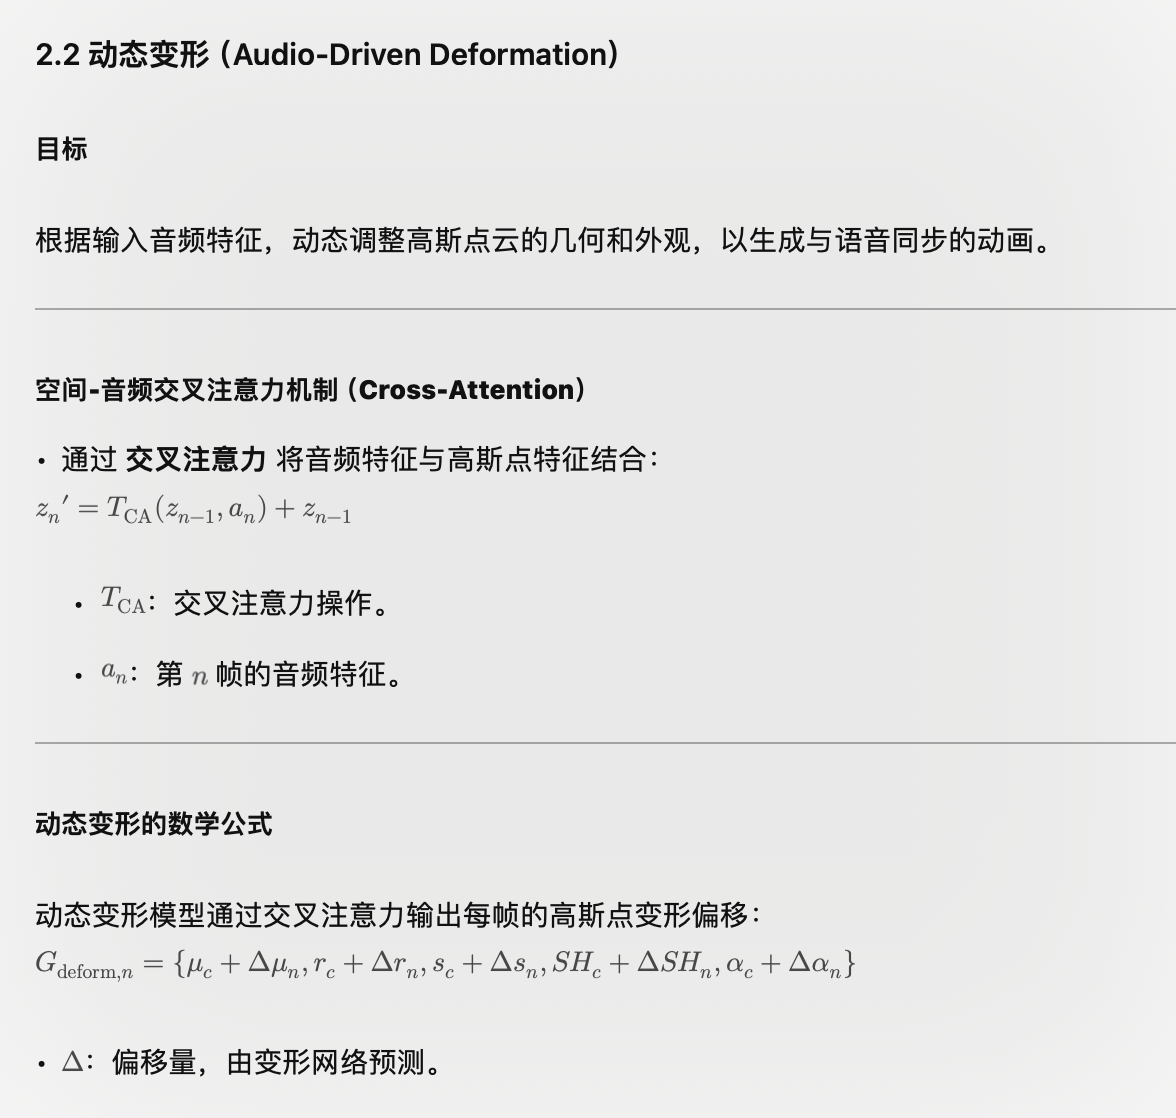 2.2 动态变形（Audio-Driven Deformation）
目标
根据输入音频特征，动态调整高斯点云的几何和外观，以生成与语音同步的动画。
空间-音频交叉注意力机制（Cross-Attention）
• 通过 交叉注意力 将音频特征与高斯点特征结合：
$z_n' = T_{\text{CA}}(z_{n-1}, a_n) + z_{n-1}$
• $T_{\text{CA}}$：交叉注意力操作。
• $a_n$：第 $n$ 帧的音频特征。
动态变形的数学公式
动态变形模型通过交叉注意力输出每帧的高斯点变形偏移：
$G_{\text{deform},n} = \{\mu_c + \Delta\mu_n, r_c + \Delta r_n, s_c + \Delta s_n, SH_c + \Delta SH_n, \alpha_c + \Delta\alpha_n\}$
• $\Delta$：偏移量，由变形网络预测。